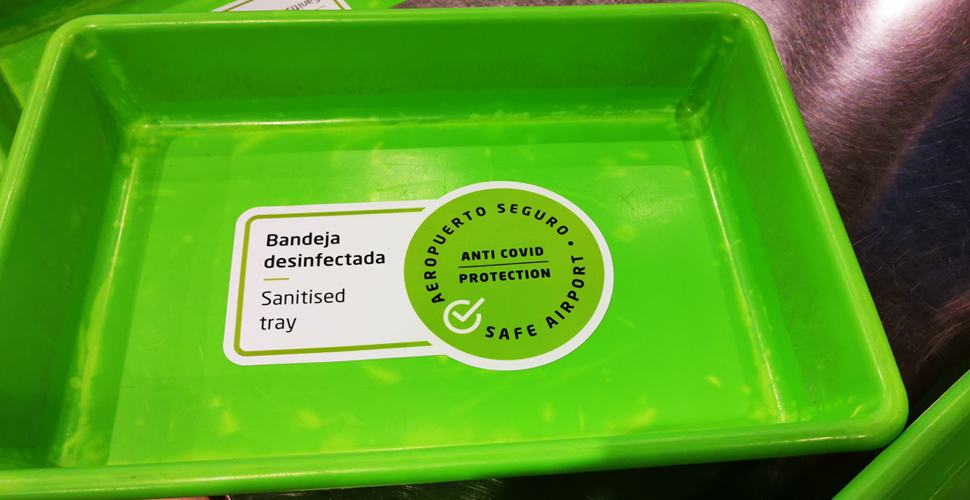 Bandeja
desinfectada
Sanitised
tray
AEROPUERTO SEGURO •
ANTI COVID
PROTECTION
SAFE AIRPORT